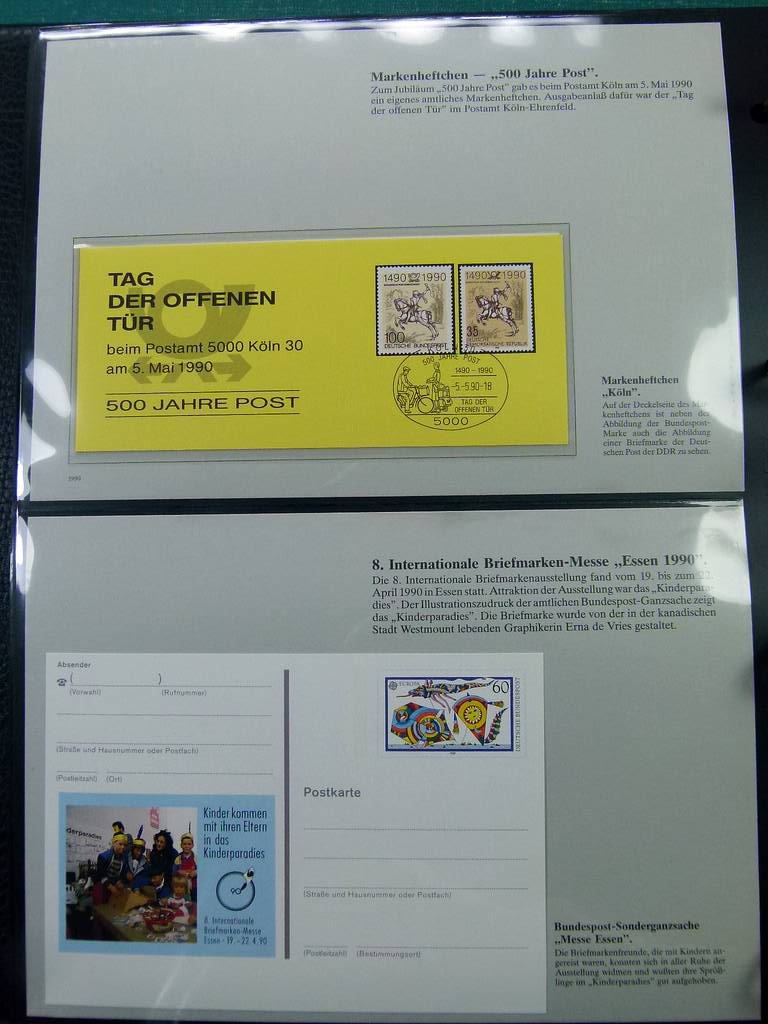 Markenheftchen — „500 Jahre Post”.
Zum Jubiläum „500 Jahre Post” gab es beim Postamt Köln am 5. Mai 1990
ein eigenes amtliches Markenheftchen. Ausgabeanlaß dafür war der „Tag
der offenen Tür” im Postamt Köln-Ehrenfeld.
TAG
DER OFFENEN
TÜR
beim Postamt 5000 Köln 30
am 5. Mai 1990
500 JAHRE POST
1490 1990
100
DEUTSCHE BUNDESPOST
1490 1990
35
DEUTSCHE
DEMOKRATISCHE REPUBLIK
500 JAHRE POST
1490 – 1990
-5.-5.90-18
TAG DER
OFFENEN TÜR
5000
Markenheftchen
„Köln”.
Auf der Deckelseite des Mar-
kenheftchens ist neben der
Abbildung der Bundespost-
Marke auch die Abbildung
einer Briefmarke der Deut-
schen Post der DDR zu sehen.
1990
8. Internationale Briefmarken-Messe „Essen 1990”.
Die 8. Internationale Briefmarkenausstellung fand vom 19. bis zum 22.
April 1990 in Essen statt. Attraktion der Ausstellung war das „Kinderpara-
dies”. Der Illustrationszudruck der amtlichen Bundespost-Ganzsache zeigt
das „Kinderparadies”. Die Briefmarke wurde von der in der kanadischen
Stadt Westmount lebenden Graphikerin Erna de Vries gestaltet.
Absender
☎ ( )
(Vorwahl) (Rufnummer)
(Straße und Hausnummer oder Postfach)
(Postleitzahl) (Ort)
EUROPA
60
DEUTSCHE BUNDESPOST
Postkarte
(Straße und Hausnummer oder Postfach)
(Postleitzahl) (Bestimmungsort)
derparadies
Kinder kommen
mit ihren Eltern
in das
Kinderparadies
90
8. Internationale
Briefmarken-Messe
Essen · 19. – 22. 4. 90
Bundespost-Sonderganzsache
„Messe Essen”.
Die Briefmarkenfreunde, die mit Kindern an-
gereist waren, konnten sich in aller Ruhe der
Ausstellung widmen und wußten ihre Spröß-
linge im „Kinderparadies” gut aufgehoben.